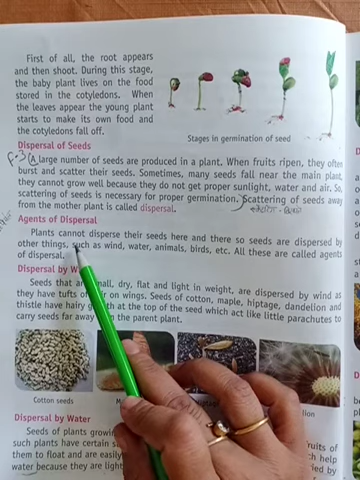 First of all, the root appears
and then shoot. During this stage,
the baby plant lives on the food
stored in the cotyledons. When
the leaves appear the young plant
starts to make its own food and
the cotyledons fall off.
Stages in germination of seed
Dispersal of Seeds
A large number of seeds are produced in a plant. When fruits ripen, they often
burst and scatter their seeds. Sometimes, many seeds fall near the main plant,
they cannot grow well because they do not get proper sunlight, water and air. So,
scattering of seeds is necessary for proper germination. Scattering of seeds away
from the mother plant is called dispersal.
Agents of Dispersal
Plants cannot disperse their seeds here and there so seeds are dispersed by
other things, such as wind, water, animals, birds, etc. All these are called agents
of dispersal.
Dispersal by
Seeds that are small, dry, flat and light in weight, are dispersed by wind as
they have tufts of on wings. Seeds of cotton, maple, hiptage, dandelion and
thistle have hairy at the top of the seed which act like little parachutes to
carry seeds far away the parent plant.
Cotton seeds
Dispersal by Water
Seeds of plants
such plants have certain
them to float and are easily
water because they are light